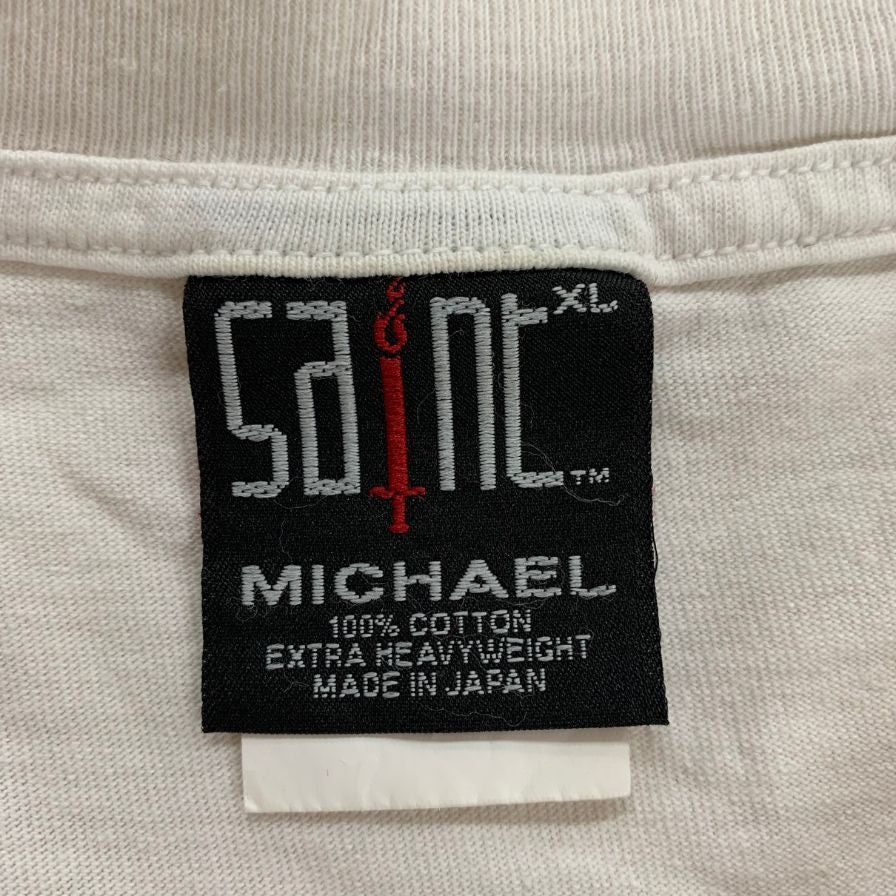 SAINT XL
™
MICHAEL
100% COTTON
EXTRA HEAVYWEIGHT
MADE IN JAPAN